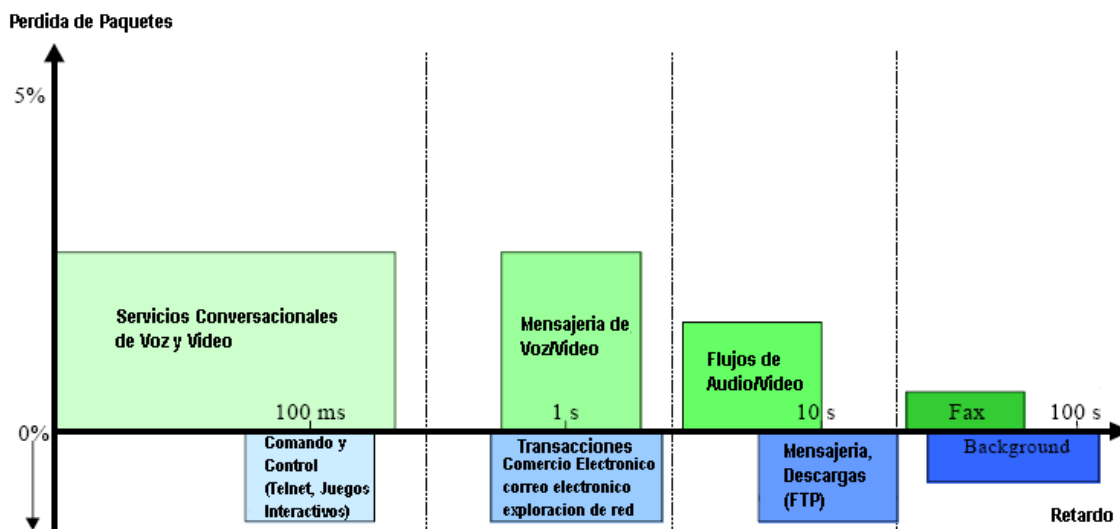 Perdida de Paquetes
5%
Servicios Conversacionales
de Voz y Video
Mensajeria de
Voz/Video
Flujos de
Audio/Video
100 ms
1 s
10 s
Fax
100 s
0%
Comando y
Control
(Telnet, Juegos
Interactivos)
Transacciones
Comercio Electronico
correo electronico
exploracion de red
Mensajeria,
Descargas
(FTP)
Background
Retardo